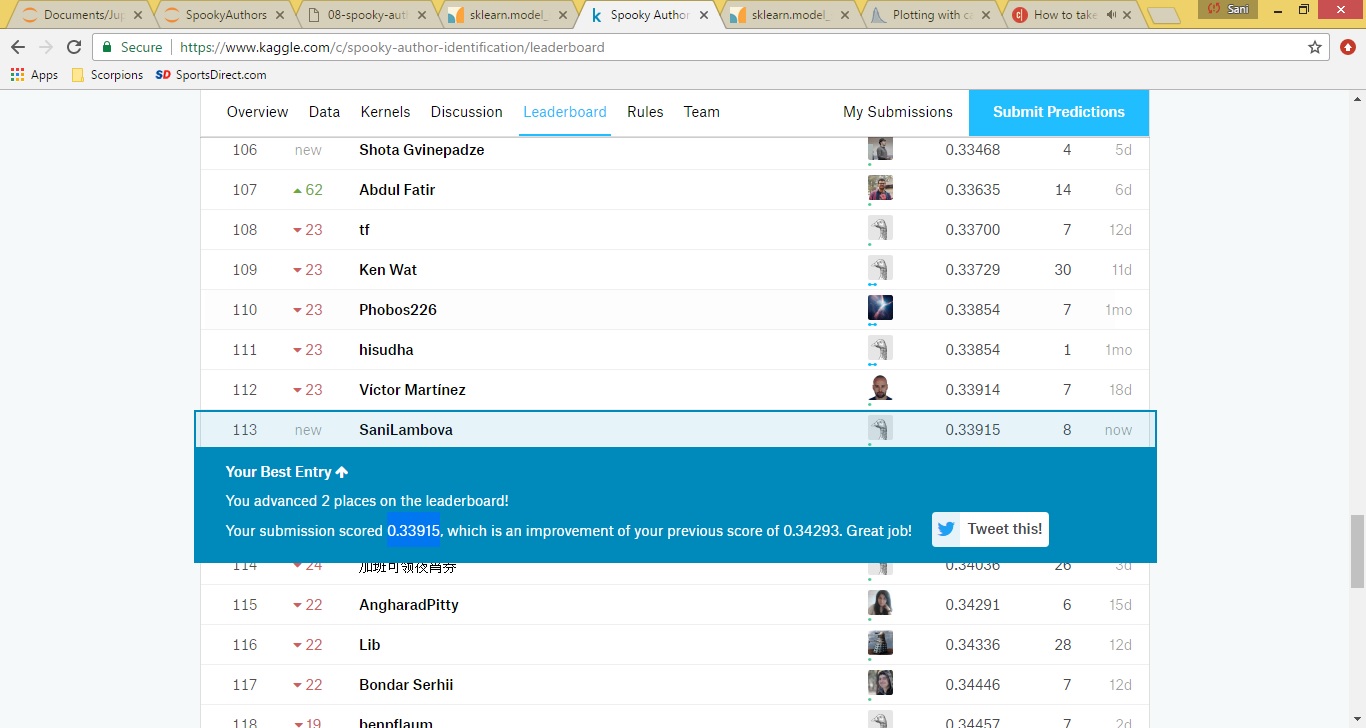 Documents/Jup SpookyAuthors 08-spooky-aut sklearn.model_ Spooky Author sklearn.model_ Plotting with ca How to take Sani
Secure https://www.kaggle.com/c/spooky-author-identification/leaderboard
Apps Scorpions SD SportsDirect.com
Overview Data Kernels Discussion Leaderboard Rules Team My Submissions Submit Predictions
106 new Shota Gvinepadze 0.33468 4 5d
107 62 Abdul Fatir 0.33635 14 6d
108 23 tf 0.33700 7 12d
109 23 Ken Wat 0.33729 30 11d
110 23 Phobos226 0.33854 7 1mo
111 23 hisudha 0.33854 1 1mo
112 23 Víctor Martínez 0.33914 7 18d
113 new SaniLambova 0.33915 8 now
Your Best Entry
You advanced 2 places on the leaderboard!
Your submission scored 0.33915, which is an improvement of your previous score of 0.34293. Great job! Tweet this!
114 24 加班可领夜宵劵 0.34036 26 3d
115 22 AngharadPitty 0.34291 6 15d
116 22 Lib 0.34336 28 12d
117 22 Bondar Serhii 0.34446 7 12d
118 19 benpflaum 0.34457 7 2d